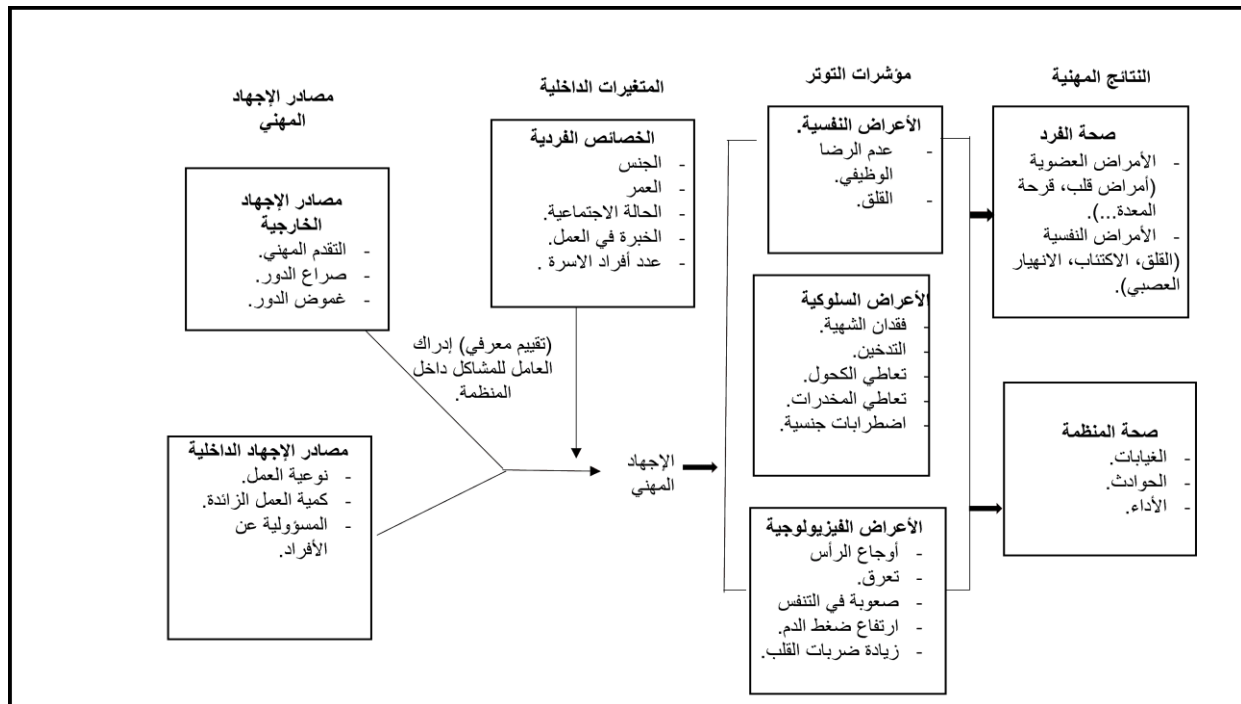 مصادر الإجهاد
المهني
مصادر الإجهاد
الخارجية
- التقدم المهني.
- صراع الدور.
- غموض الدور.
مصادر الإجهاد الداخلية
- نوعية العمل.
- كمية العمل الزائدة.
- المسؤولية عن
الأفراد.
المتغيرات الداخلية
الخصائص الفردية
- الجنس
- العمر
- الحالة الاجتماعية.
- الخبرة في العمل.
- عدد أفراد الاسرة .
(تقييم معرفي) إدراك
العامل للمشاكل داخل
المنظمة.
الإجهاد
المهني
مؤشرات التوتر
الأعراض النفسية.
- عدم الرضا
الوظيفي.
- القلق.
الأعراض السلوكية
- فقدان الشهية.
- التدخين.
- تعاطي الكحول.
- تعاطي المخدرات.
- اضطرابات جنسية.
الأعراض الفيزيولوجية
- أوجاع الرأس
- تعرق.
- صعوبة في التنفس
- ارتفاع ضغط الدم.
- زيادة ضربات القلب.
النتائج المهنية
صحة الفرد
- الأمراض العضوية
(أمراض قلب، قرحة
المعدة...).
- الأمراض النفسية
(القلق، الاكتئاب، الانهيار
العصبي).
صحة المنظمة
- الغيابات.
- الحوادث.
- الأداء.